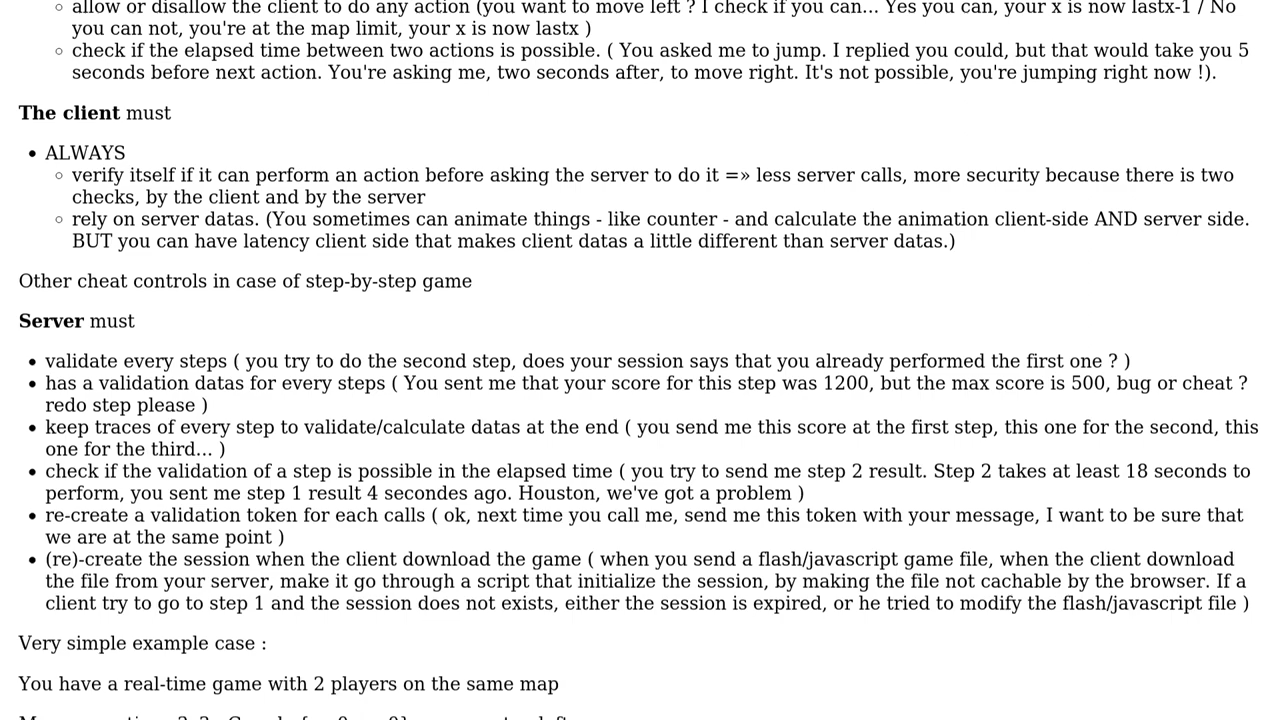 allow or disallow the client to do any action (you want to move left ? I check if you can... Yes you can, your x is now lastx-1 / No
you can not, you're at the map limit, your x is now lastx )
check if the elapsed time between two actions is possible. ( You asked me to jump. I replied you could, but that would take you 5
seconds before next action. You're asking me, two seconds after, to move right. It's not possible, you're jumping right now !).
The client must
ALWAYS
verify itself if it can perform an action before asking the server to do it =» less server calls, more security because there is two
checks, by the client and by the server
rely on server datas. (You sometimes can animate things - like counter - and calculate the animation client-side AND server side.
BUT you can have latency client side that makes client datas a little different than server datas.)
Other cheat controls in case of step-by-step game
Server must
validate every steps ( you try to do the second step, does your session says that you already performed the first one ? )
has a validation datas for every steps ( You sent me that your score for this step was 1200, but the max score is 500, bug or cheat ?
redo step please )
keep traces of every step to validate/calculate datas at the end ( you send me this score at the first step, this one for the second, this
one for the third... )
check if the validation of a step is possible in the elapsed time ( you try to send me step 2 result. Step 2 takes at least 18 seconds to
perform, you sent me step 1 result 4 secondes ago. Houston, we've got a problem )
re-create a validation token for each calls ( ok, next time you call me, send me this token with your message, I want to be sure that
we are at the same point )
(re)-create the session when the client download the game ( when you send a flash/javascript game file, when the client download
the file from your server, make it go through a script that initialize the session, by making the file not cachable by the browser. If a
client try to go to step 1 and the session does not exists, either the session is expired, or he tried to modify the flash/javascript file )
Very simple example case :
You have a real-time game with 2 players on the same map